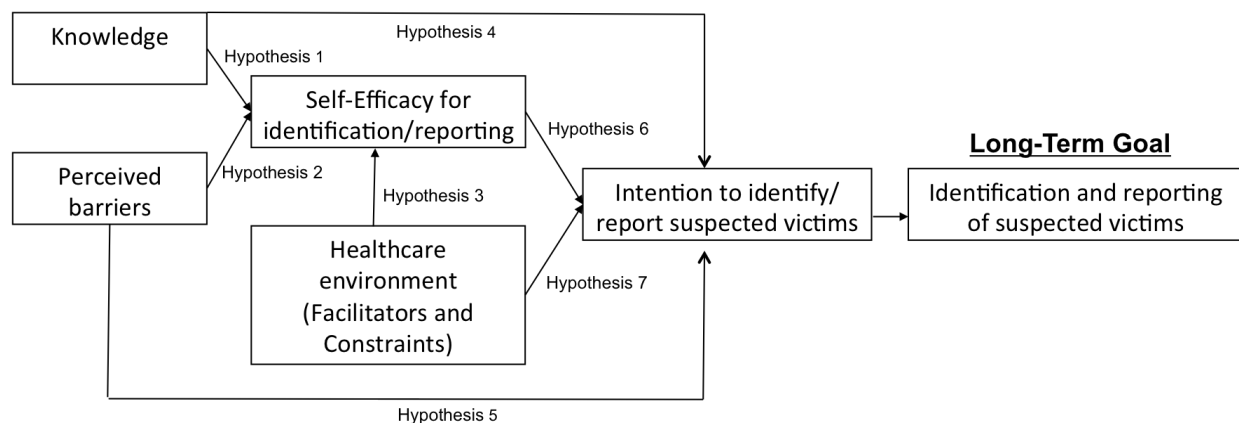 Knowledge
Hypothesis 4
Hypothesis 1
Self-Efficacy for
identification/reporting
Hypothesis 6
Perceived
barriers
Hypothesis 2
Hypothesis 3
Long-Term Goal
Intention to identify/
report suspected victims
Identification and reporting
of suspected victims
Healthcare
environment
(Facilitators and
Constraints)
Hypothesis 7
Hypothesis 5